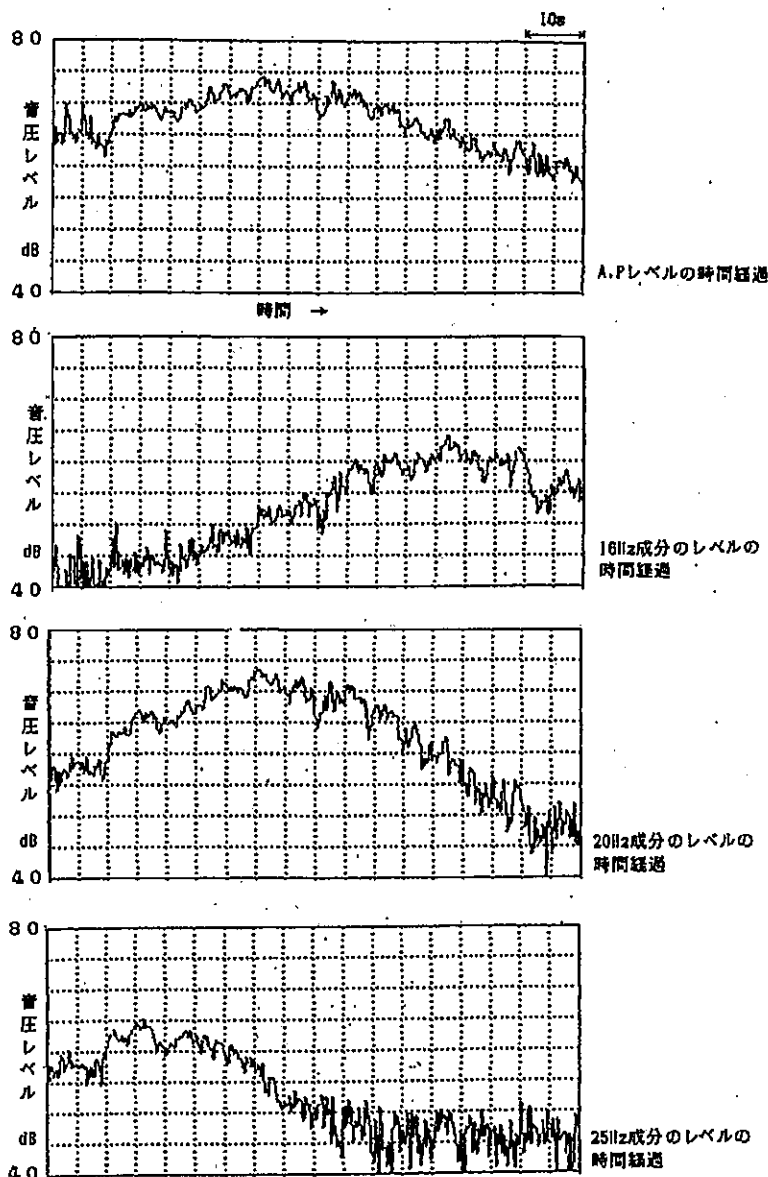 10s
80
音圧レベル
dB
40
A.Pレベルの時間経過
時間 →
80
音圧レベル
dB
40
16Hz成分のレベルの
時間経過
80
音圧レベル
dB
40
20Hz成分のレベルの
時間経過
80
音圧レベル
dB
40
25Hz成分のレベルの
時間経過